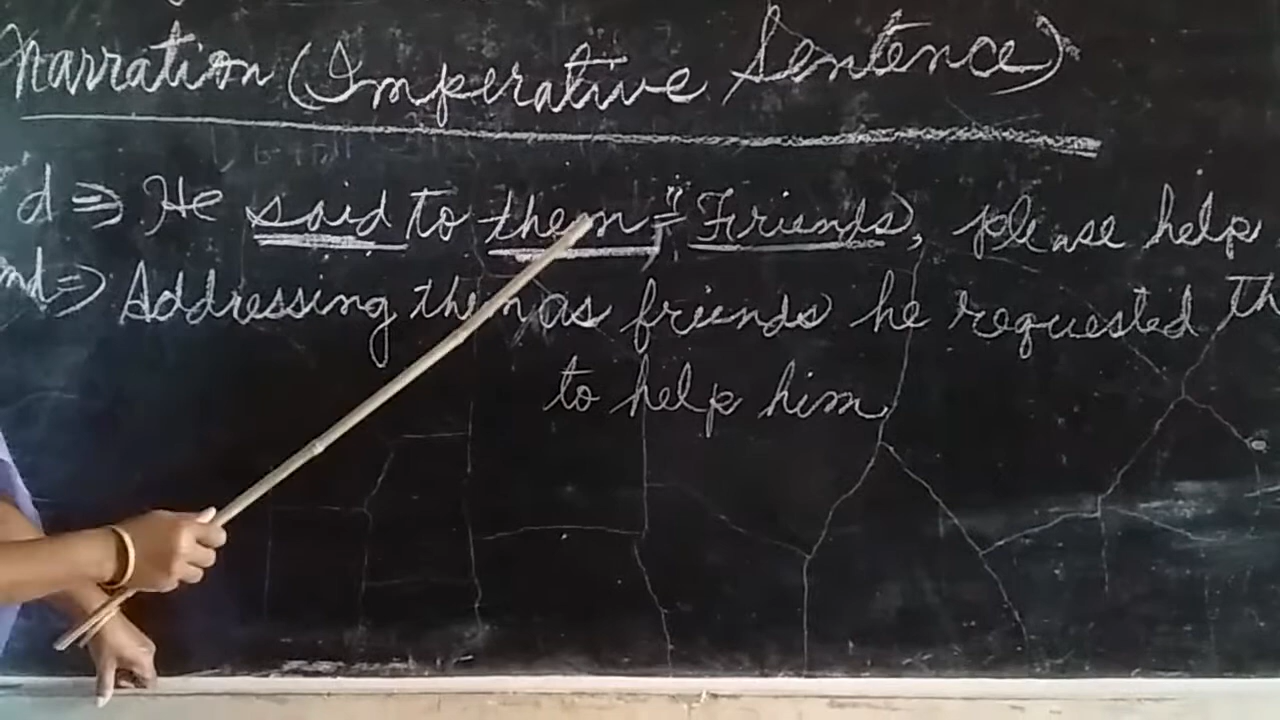 Narration (Imperative Sentence)
d ⇒ He said to them, "Friends, please help
nd ⇒ Addressing them as friends he requested th
to help him